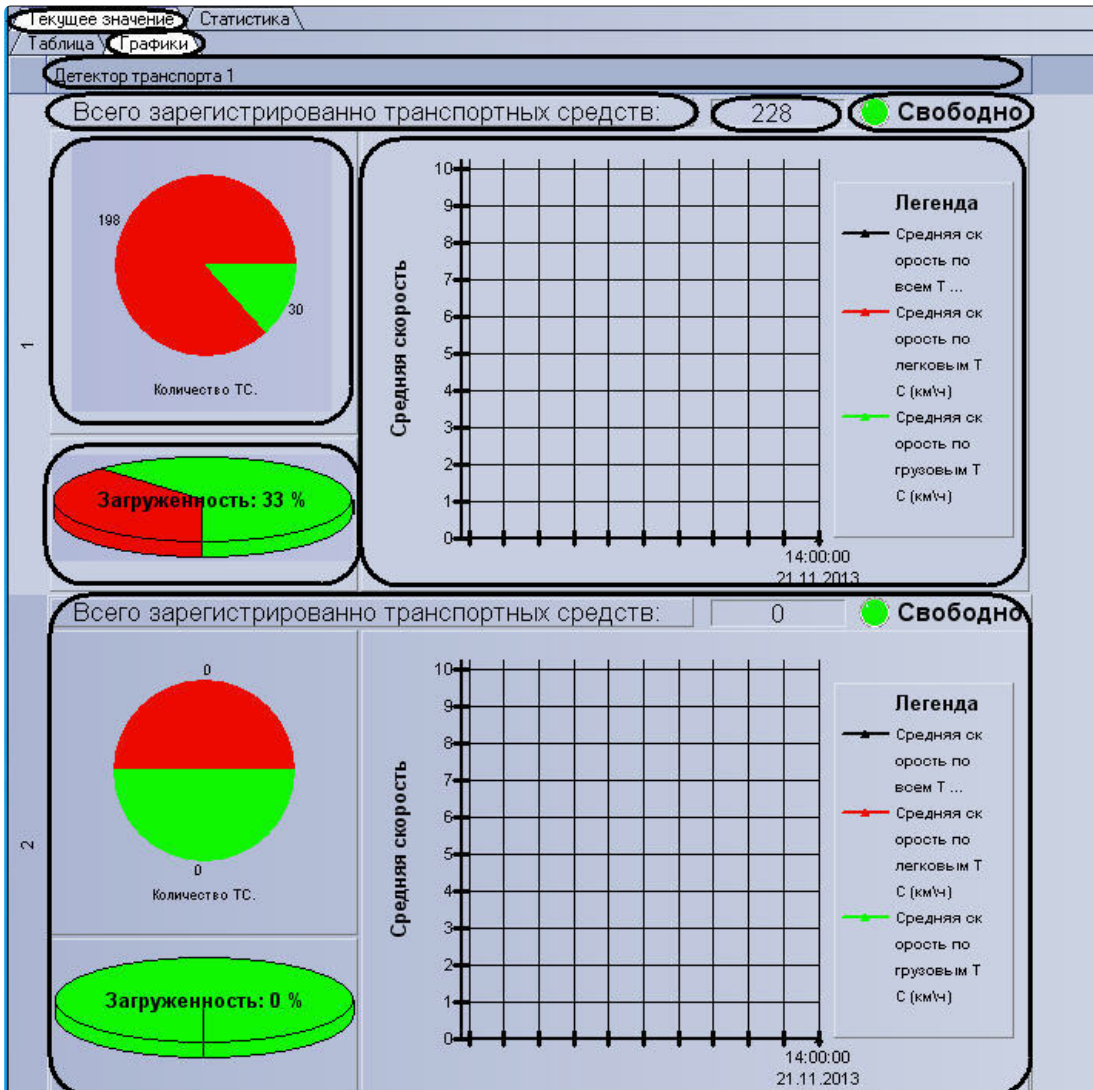 Текущее значение Статистика
Таблица Графики
Детектор транспорта 1
Всего зарегистрированно транспортных средств: 228 Свободно
1
198
30
Количество ТС.
Загруженность: 33 %
Средняя скорость
10
9
8
7
6
5
4
3
2
1
0
14:00:00
21.11.2013
Легенда
Средняя ск
орость по
всем Т ...
Средняя ск
орость по
легковым Т
С (км\ч)
Средняя ск
орость по
грузовым Т
С (км\ч)
Всего зарегистрированно транспортных средств: 0 Свободно
2
0
0
Количество ТС.
Загруженность: 0 %
Средняя скорость
10
9
8
7
6
5
4
3
2
1
0
14:00:00
21.11.2013
Легенда
Средняя ск
орость по
всем Т ...
Средняя ск
орость по
легковым Т
С (км\ч)
Средняя ск
орость по
грузовым Т
С (км\ч)